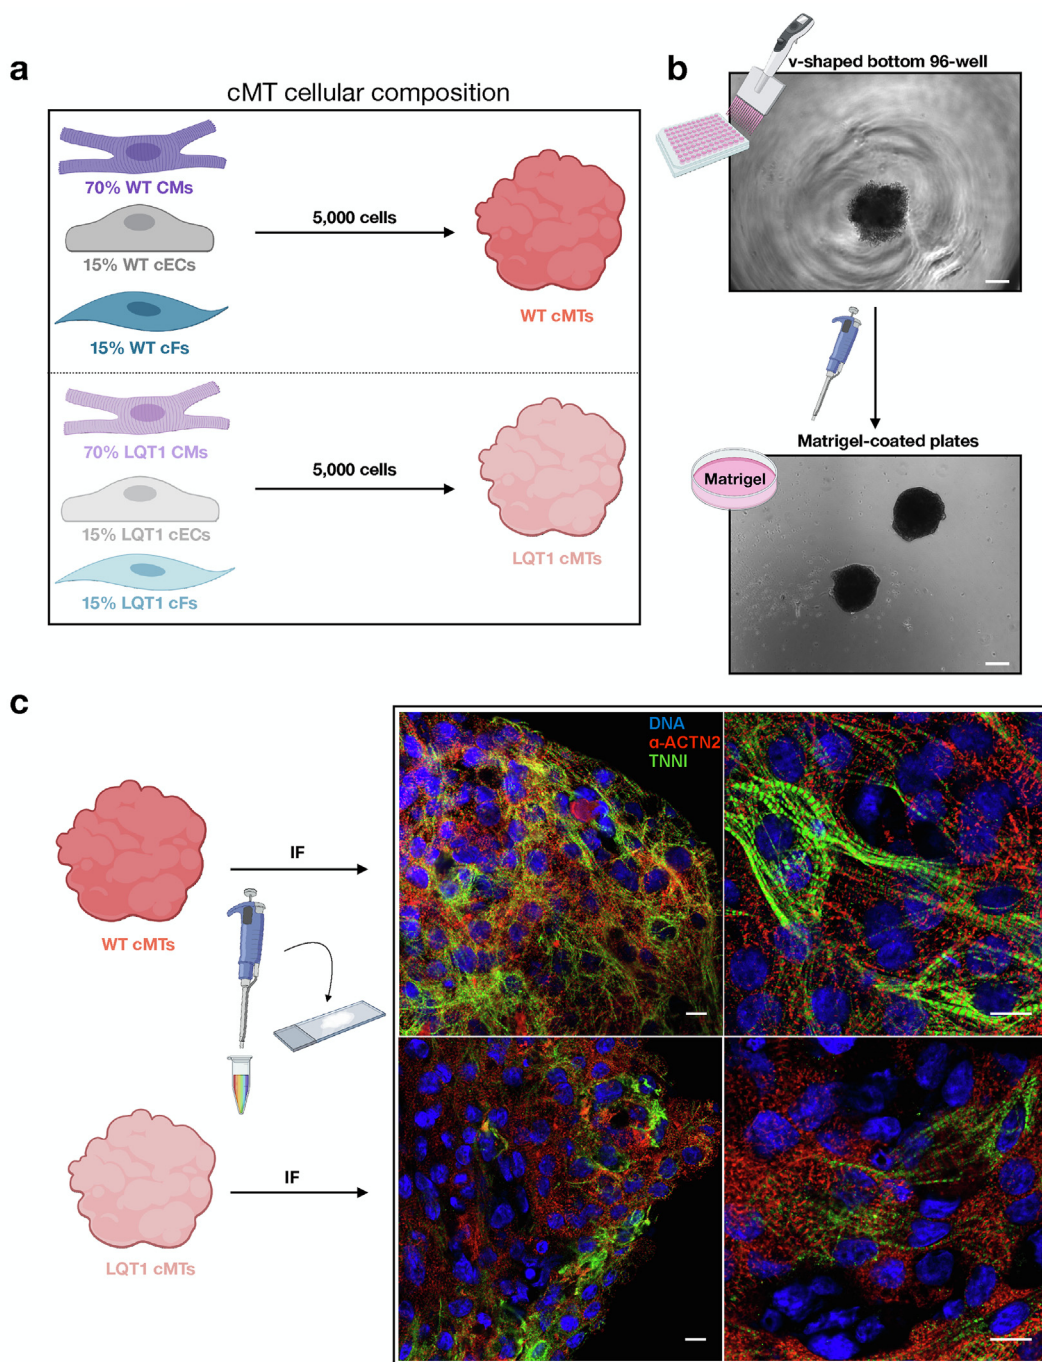 a
cMT cellular composition
70% WT CMs
15% WT cECs
15% WT cFs
5,000 cells
WT cMTs
70% LQT1 CMs
15% LQT1 cECs
15% LQT1 cFs
5,000 cells
LQT1 cMTs
b
v-shaped bottom 96-well
Matrigel-coated plates
Matrigel
c
WT cMTs
IF
LQT1 cMTs
IF
DNA
α-ACTN2
TNNI